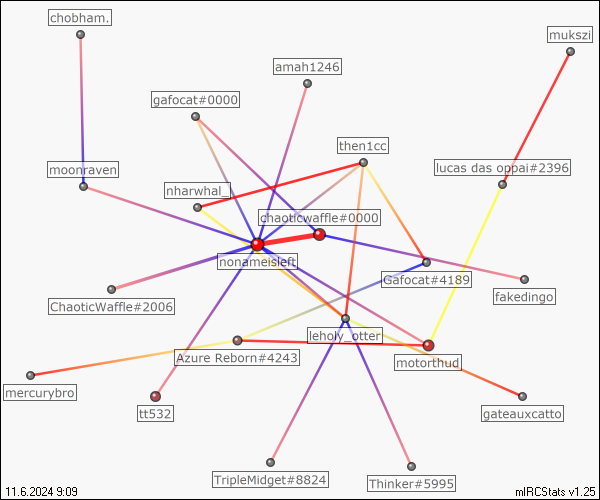 chobham.
mukszi
amah1246
gafocat#0000
then1cc
moonraven
lucas das oppai#2396
nharwhal_
chaoticwaffle#0000
nonameisleft
Gafocat#4189
ChaoticWaffle#2006
fakedingo
leholy_otter
Azure Reborn#4243
motorthud_
mercurybro
tt532
gateauxcatto
TripleMidget#8824
Thinker#5995
11.6.2024 9:09
mIRCStats v1.25